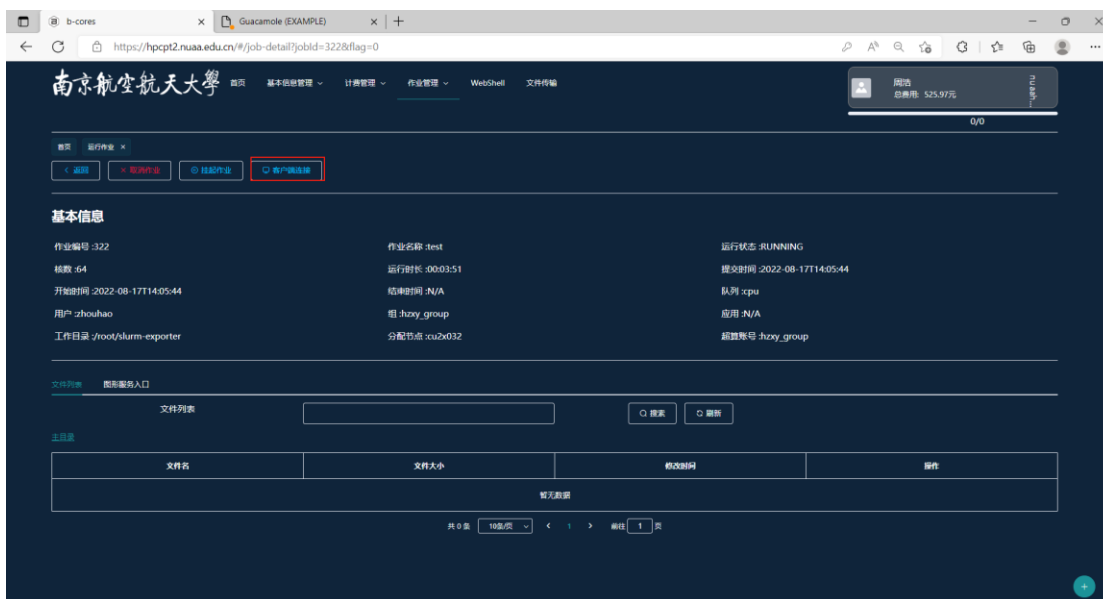 b-cores
Guacamole (EXAMPLE)
https://hpcpt2.nuaa.edu.cn/#/job-detail?jobId=322&flag=0
南京航空航天大學 首页 基本信息管理 计费管理 作业管理 WebShell 文件传输
周浩
总费用: 525.97元
nuaah...
0/0
首页 运行作业 ×
返回 取消作业 挂起作业 客户端连接
基本信息
作业编号 :322 作业名称 :test 运行状态 :RUNNING
核数 :64 运行时长 :00:03:51 提交时间 :2022-08-17T14:05:44
开始时间 :2022-08-17T14:05:44 结束时间 :N/A 队列 :cpu
用户 :zhouhao 组 :hzxy_group 应用 :N/A
工作目录 :/root/slurm-exporter 分配节点 :cu2x032 超算账号 :hzxy_group
文件列表 图形服务入口
文件列表 搜索 刷新
主目录
文件名 文件大小 修改时间 操作
暂无数据
共 0 条 10条/页 1 前往 1 页